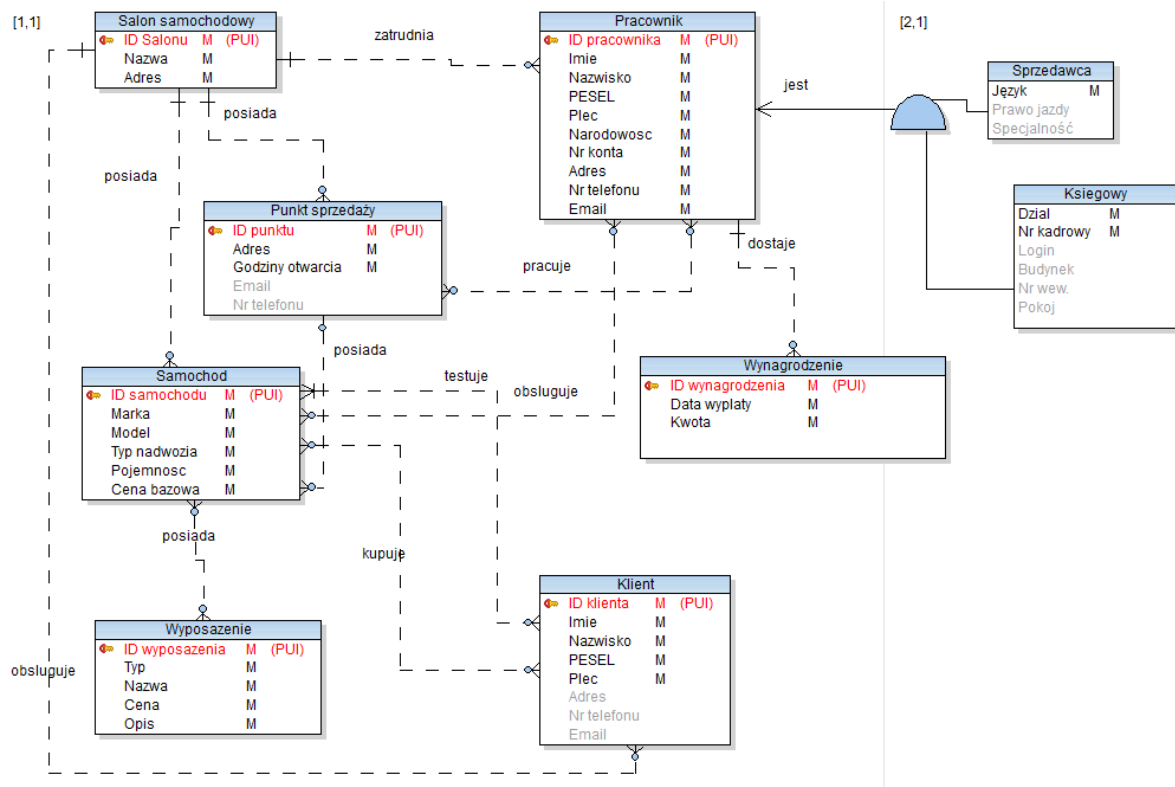 [1,1]
Salon samochodowy
ID Salonu M (PUI)
Nazwa M
Adres M
zatrudnia
Pracownik
ID pracownika M (PUI)
Imie M
Nazwisko M
PESEL M
Plec M
Narodowosc M
Nr konta M
Adres M
Nr telefonu M
Email M
jest
[2,1]
Sprzedawca
Język M
Prawo jazdy
Specjalność
Ksiegowy
Dzial M
Nr kadrowy M
Login
Budynek
Nr wew.
Pokoj
posiada
posiada
Punkt sprzedaży
ID punktu M (PUI)
Adres M
Godziny otwarcia M
Email
Nr telefonu
pracuje
dostaje
posiada
testuje
obsluguje
Wynagrodzenie
ID wynagrodzenia M (PUI)
Data wyplaty M
Kwota M
Samochod
ID samochodu M (PUI)
Marka M
Model M
Typ nadwozia M
Pojemnosc M
Cena bazowa M
posiada
kupuje
Klient
ID klienta M (PUI)
Imie M
Nazwisko M
PESEL M
Plec M
Adres
Nr telefonu
Email
Wyposazenie
ID wyposazenia M (PUI)
Typ M
Nazwa M
Cena M
Opis M
obsluguje